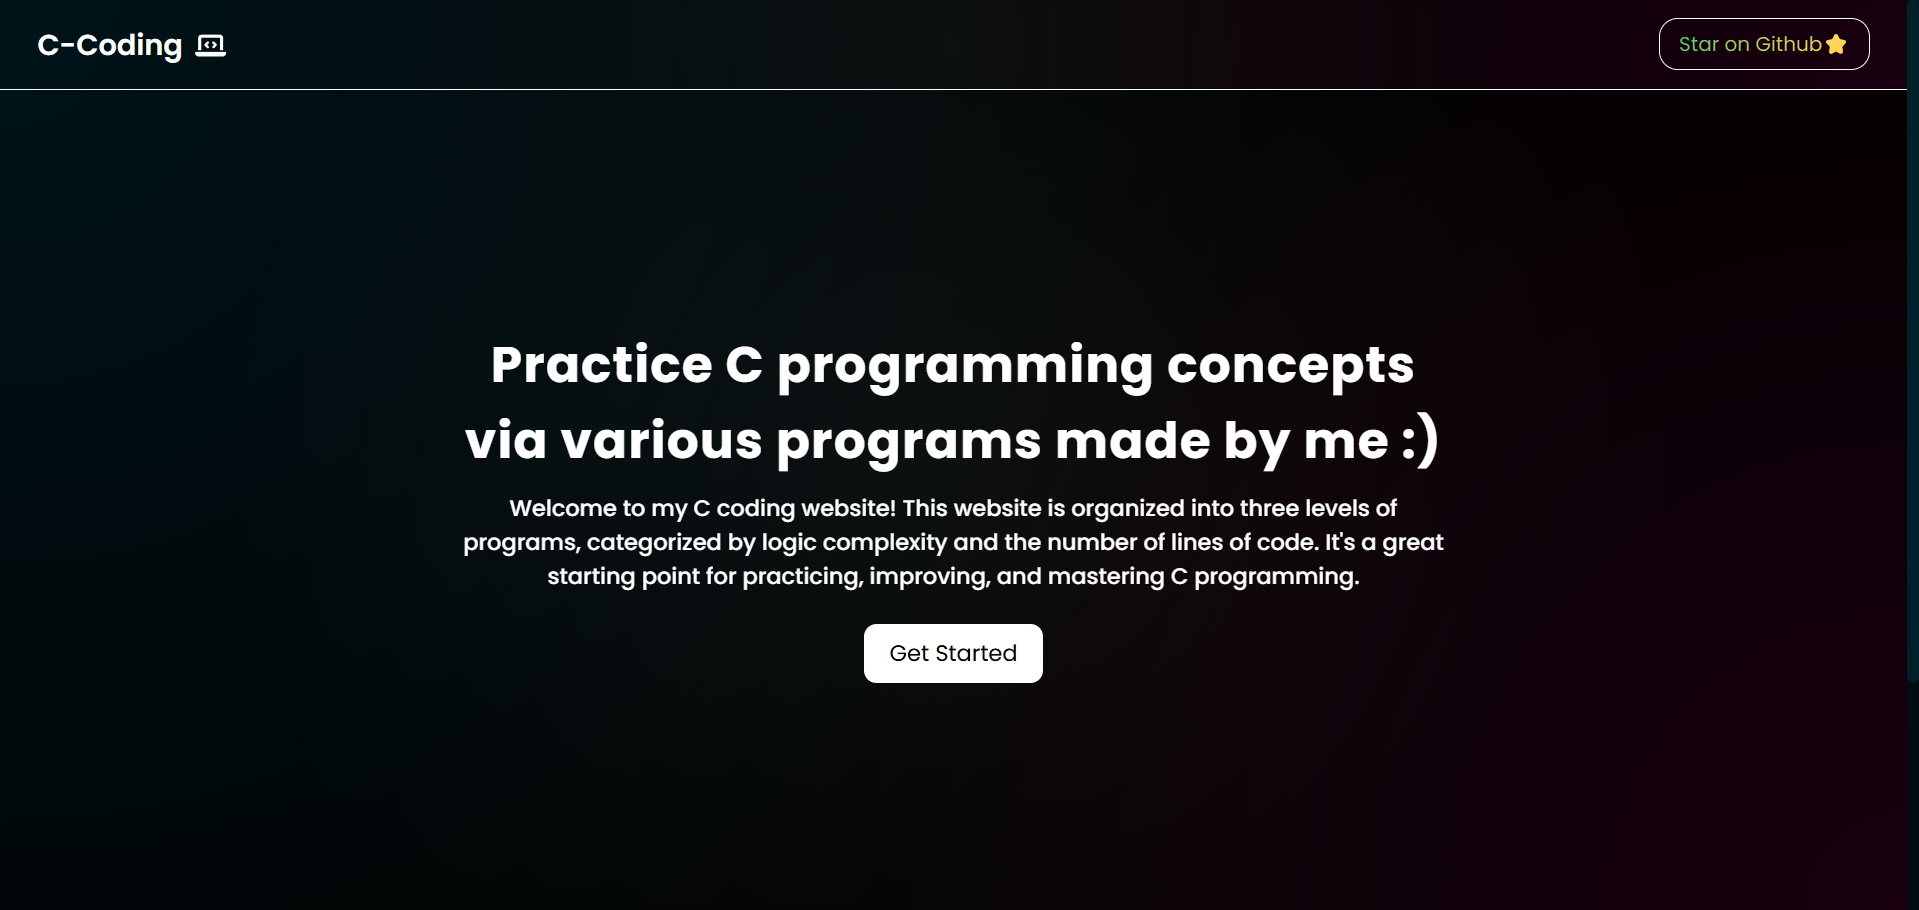 C-Coding
Star on Github
Practice C programming concepts
via various programs made by me :)
Welcome to my C coding website! This website is organized into three levels of
programs, categorized by logic complexity and the number of lines of code. It's a great
starting point for practicing, improving, and mastering C programming.
Get Started